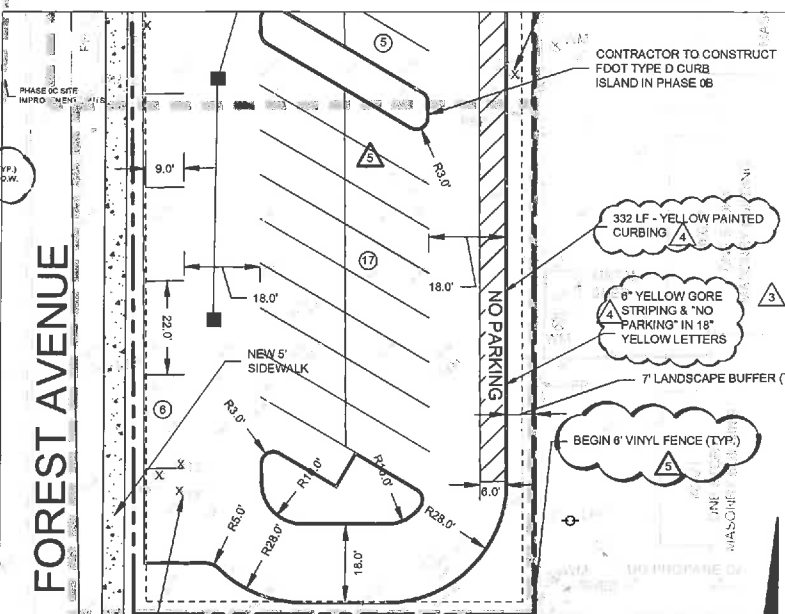 5
CONTRACTOR TO CONSTRUCT
FDOT TYPE D CURB
ISLAND IN PHASE 0B
PHASE 0C SITE
9.0'
5
R3.0'
17
18.0'
18.0'
22.0'
332 LF - YELLOW PAINTED
CURBING
4
6" YELLOW GORE
STRIPING & "NO
PARKING" IN 18"
YELLOW LETTERS
4
3
NO PARKING
FOREST AVENUE
NEW 5'
SIDEWALK
7' LANDSCAPE BUFFER (
6
R3.0'
BEGIN 6' VINYL FENCE (TYP.)
5
6.0'
R28.0'
R5.0'
R28.0'
18.0'